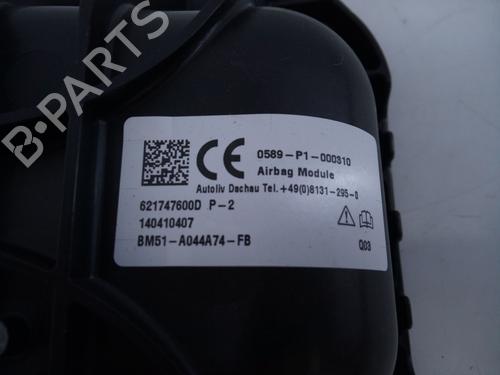 B-PARTS
CE 0589-P1-000310
Airbag Module
Autoliv Dachau Tel.+49(0)8131-295-0
621747600D P-2
140410407
BM51-A044A74-FB
Q03